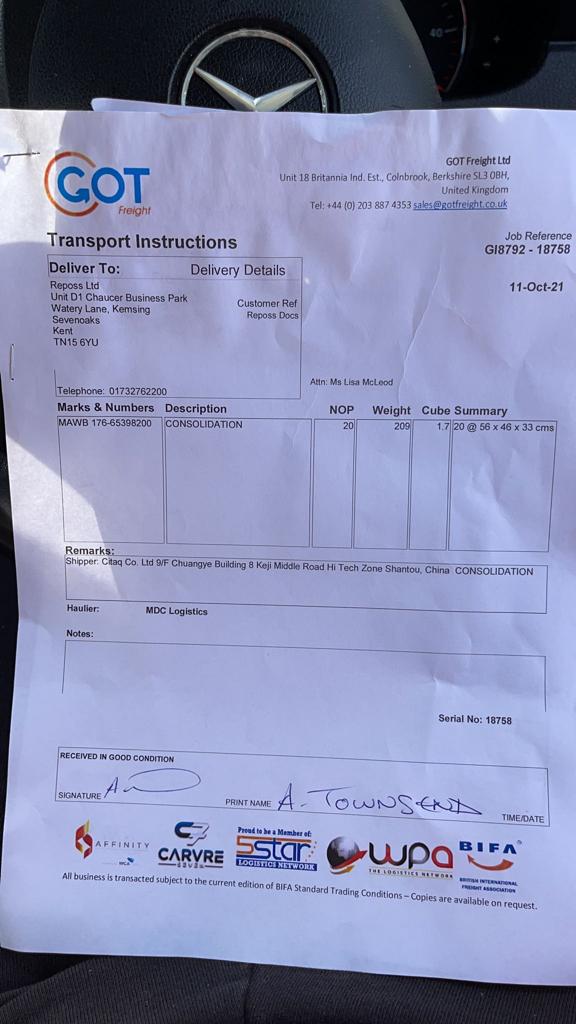 40
GOT
Freight
GOT Freight Ltd
Unit 18 Britannia Ind. Est., Colnbrook, Berkshire SL3 0BH,
United Kingdom
Tel: +44 (0) 203 887 4353 sales@gotfreight.co.uk
Transport Instructions
Job Reference
GI8792 - 18758
Deliver To: Delivery Details
11-Oct-21
Reposs Ltd
Unit D1 Chaucer Business Park
Watery Lane, Kemsing
Sevenoaks
Kent
TN15 6YU
Customer Ref
Reposs Docs
Telephone: 01732762200
Attn: Ms Lisa McLeod
Marks & Numbers Description NOP Weight Cube Summary
MAWB 176-65398200 CONSOLIDATION 20 209 1.7 20 @ 56 x 46 x 33 cms
Remarks:
Shipper: Citaq Co. Ltd 9/F Chuangye Building 8 Keji Middle Road Hi Tech Zone Shantou, China CONSOLIDATION
Haulier: MDC Logistics
Notes:
Serial No: 18758
RECEIVED IN GOOD CONDITION
SIGNATURE
PRINT NAME A. TOWNSEND
TIME/DATE
AFFINITY
CARVRE
Proud to be a Member of:
5star
LOGISTICS NETWORK
wpa
THE LOGISTICS NETWORK
BIFA
BRITISH INTERNATIONAL
FREIGHT ASSOCIATION
All business is transacted subject to the current edition of BIFA Standard Trading Conditions – Copies are available on request.